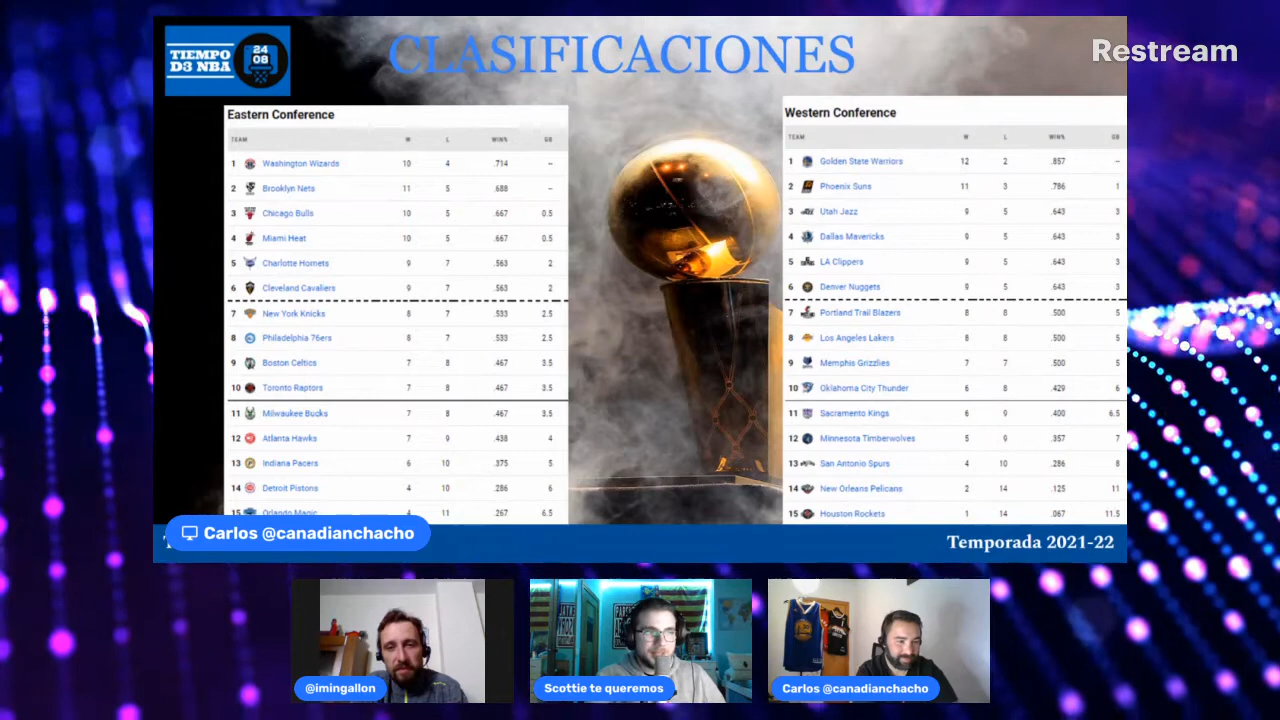 TIEMPO
D3 NBA
24
08
CLASIFICACIONES
Restream
Eastern Conference
TEAM W L WIN% GB
1 Washington Wizards 10 4 .714 --
2 Brooklyn Nets 11 5 .688 --
3 Chicago Bulls 10 5 .667 0.5
4 Miami Heat 10 5 .667 0.5
5 Charlotte Hornets 9 7 .563 2
6 Cleveland Cavaliers 9 7 .563 2
7 New York Knicks 8 7 .533 2.5
8 Philadelphia 76ers 8 7 .533 2.5
9 Boston Celtics 7 8 .467 3.5
10 Toronto Raptors 7 8 .467 3.5
11 Milwaukee Bucks 7 8 .467 3.5
12 Atlanta Hawks 7 9 .438 4
13 Indiana Pacers 6 10 .375 5
14 Detroit Pistons 4 10 .286 6
15 Orlando Magic 4 11 .267 6.5
Western Conference
TEAM W L WIN% GB
1 Golden State Warriors 12 2 .857 --
2 Phoenix Suns 11 3 .786 1
3 Utah Jazz 9 5 .643 3
4 Dallas Mavericks 9 5 .643 3
5 LA Clippers 9 5 .643 3
6 Denver Nuggets 9 5 .643 3
7 Portland Trail Blazers 8 8 .500 5
8 Los Angeles Lakers 8 8 .500 5
9 Memphis Grizzlies 7 7 .500 5
10 Oklahoma City Thunder 6 8 .429 6
11 Sacramento Kings 6 9 .400 6.5
12 Minnesota Timberwolves 5 9 .357 7
13 San Antonio Spurs 4 10 .286 8
14 New Orleans Pelicans 2 14 .125 11
15 Houston Rockets 1 14 .067 11.5
Carlos @canadianchacho
Temporada 2021-22
@imingallon
Scottie te queremos
Carlos @canadianchacho